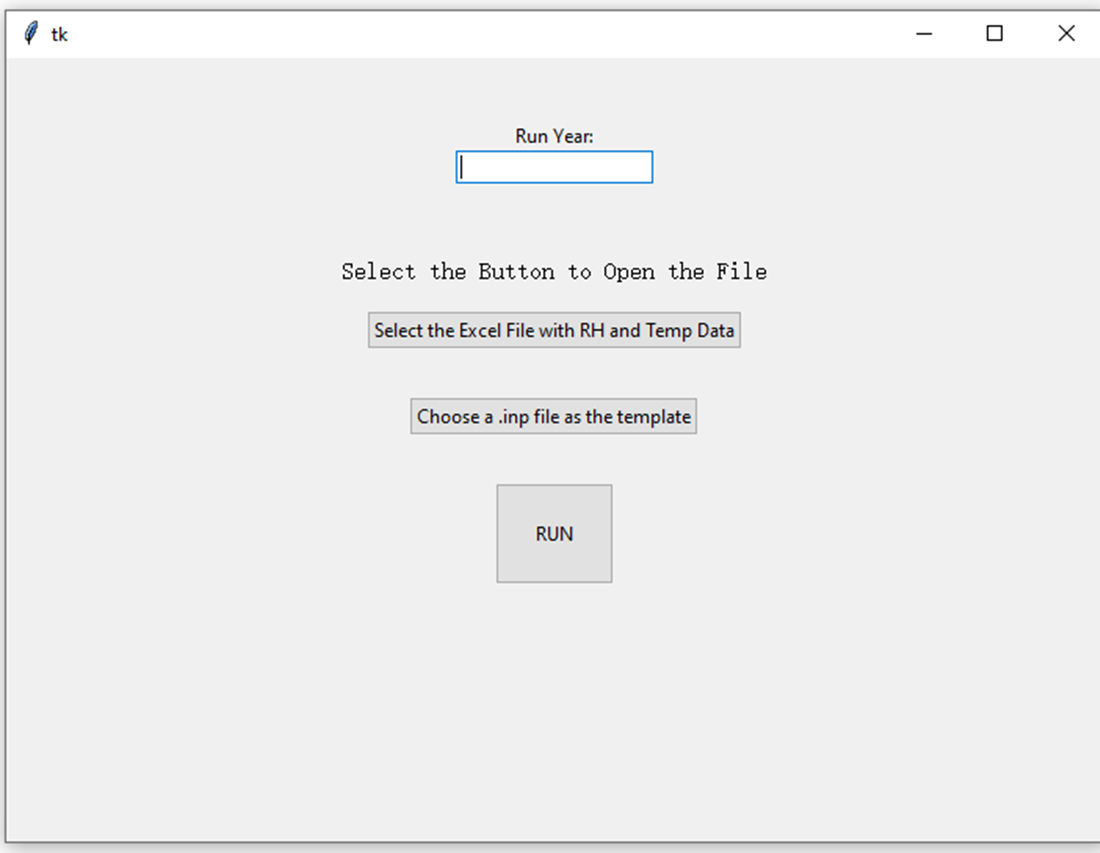 tk
Run Year:
Select the Button to Open the File
Select the Excel File with RH and Temp Data
Choose a .inp file as the template
RUN